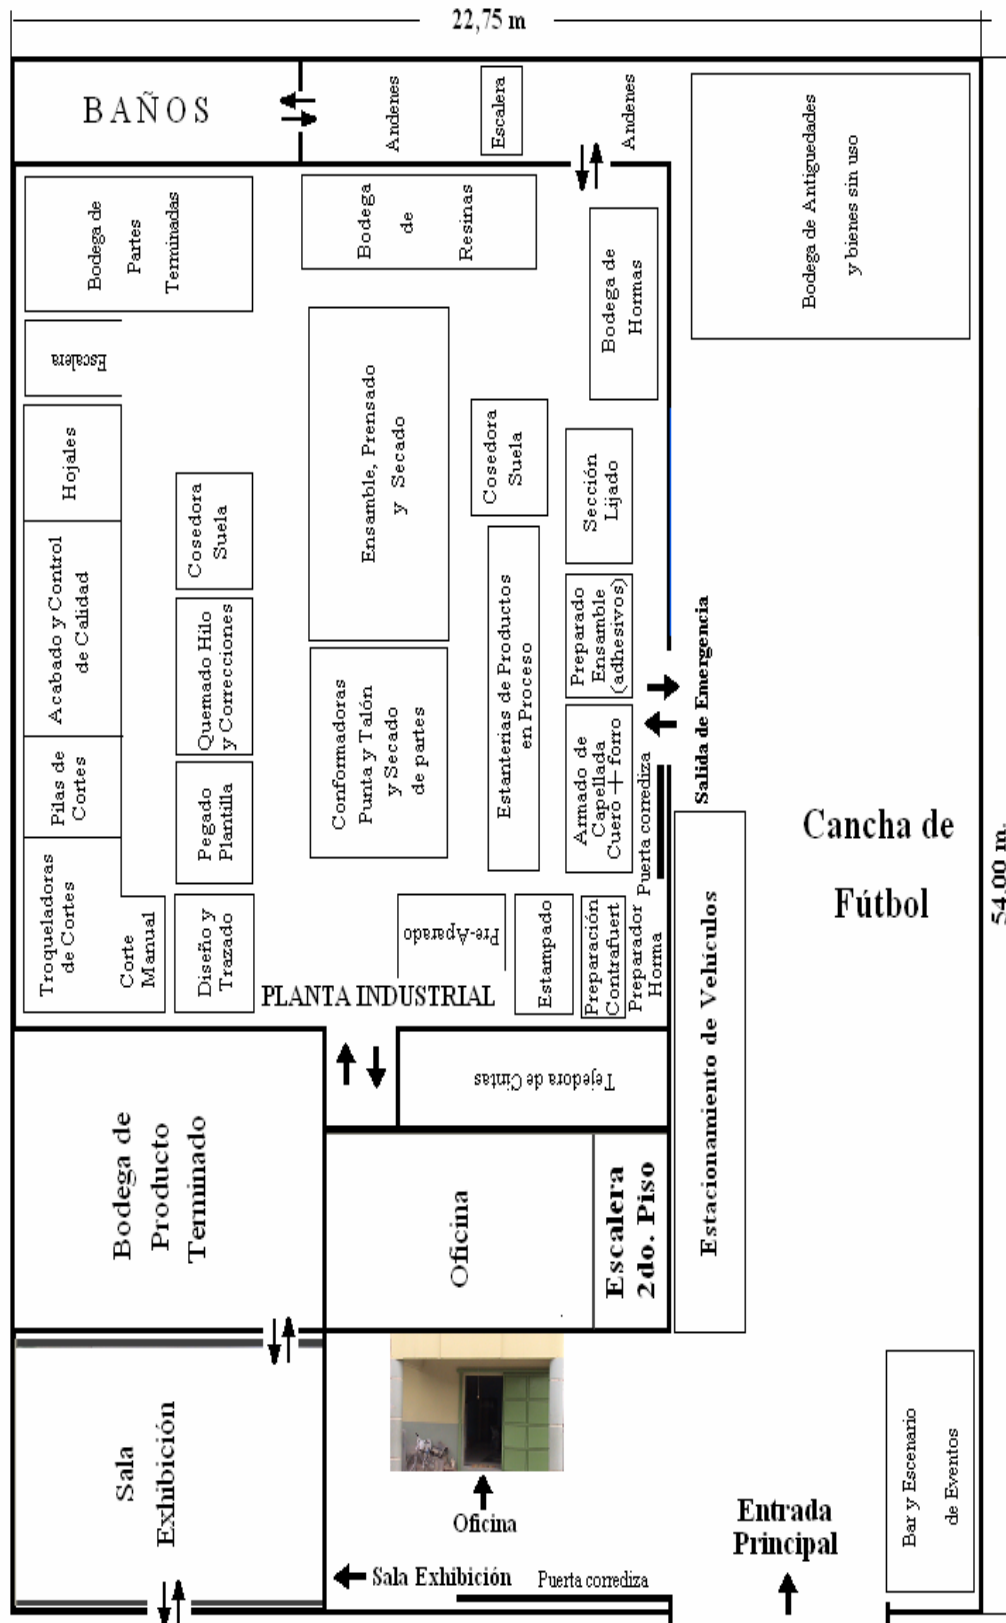 22,75 m
BAÑOS
Andenes
Escalera
Andenes
Bodega de Antiguedades
y bienes sin uso
Bodega de
Partes
Terminadas
Bodega
de
Resinas
Bodega de
Hormas
Escalera
Hojales
Ensamble, Prensado
y Secado
Cosedora
Suela
Sección
Lijado
Cosedora
Suela
Acabado y Control
de Calidad
Quemado Hilo
y Correcciones
Estanterias de Productos
en Proceso
Preparado
Ensamble
(adhesivos)
Salida de Emergencia
Pilas de
Cortes
Pegado
Plantilla
Conformadoras
Punta y Talón
y Secado
de partes
Armado de
Capellada
Cuero + forro
Puerta corrediza
Cancha de
Fútbol
54,00 m.
Troqueladoras
de Cortes
Corte
Manual
Diseño y
Trazado
Pre-Aparado
Estampado
Preparación
Contrafuert
Preparador
Horma
PLANTA INDUSTRIAL
Estacionamiento de Vehículos
Tejedora de Cintas
Bodega de
Producto
Terminado
Oficina
Escalera
2do. Piso
Sala
Exhibición
Oficina
Sala Exhibición
Puerta corrediza
Entrada
Principal
Bar y Escenario
de Eventos